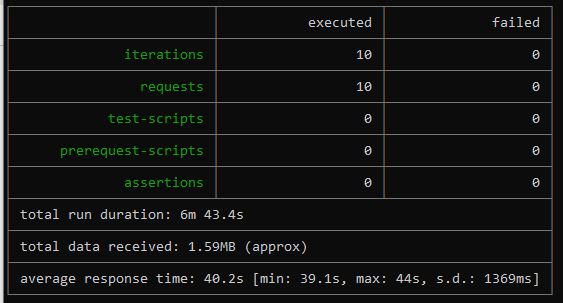 executed failed
iterations 10 0
requests 10 0
test-scripts 0 0
prerequest-scripts 0 0
assertions 0 0
total run duration: 6m 43.4s
total data received: 1.59MB (approx)
average response time: 40.2s [min: 39.1s, max: 44s, s.d.: 1369ms]